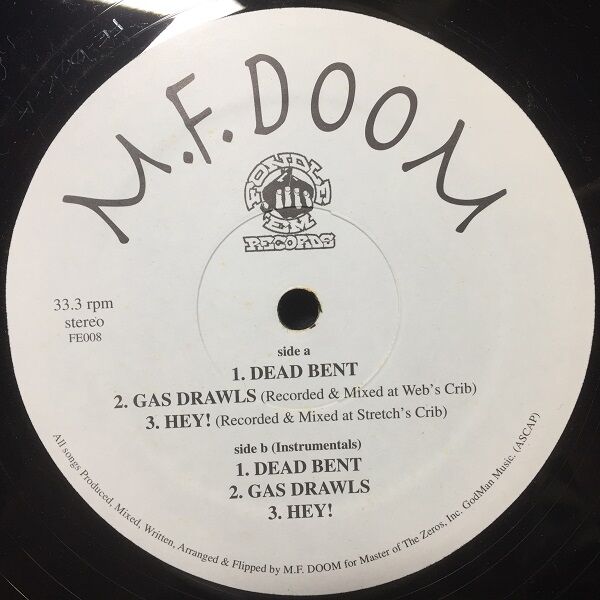 M.F. DOOM
FONDLE
'EM
RECORDS
33.3 rpm
stereo
FE008
side a
1. DEAD BENT
2. GAS DRAWLS (Recorded & Mixed at Web's Crib)
3. HEY! (Recorded & Mixed at Stretch's Crib)
side b (Instrumentals)
1. DEAD BENT
2. GAS DRAWLS
3. HEY!
All songs Produced, Mixed, Written, Arranged & Flipped by M.F. DOOM for Master of The Zeros, Inc. GodMan Music. (ASCAP)